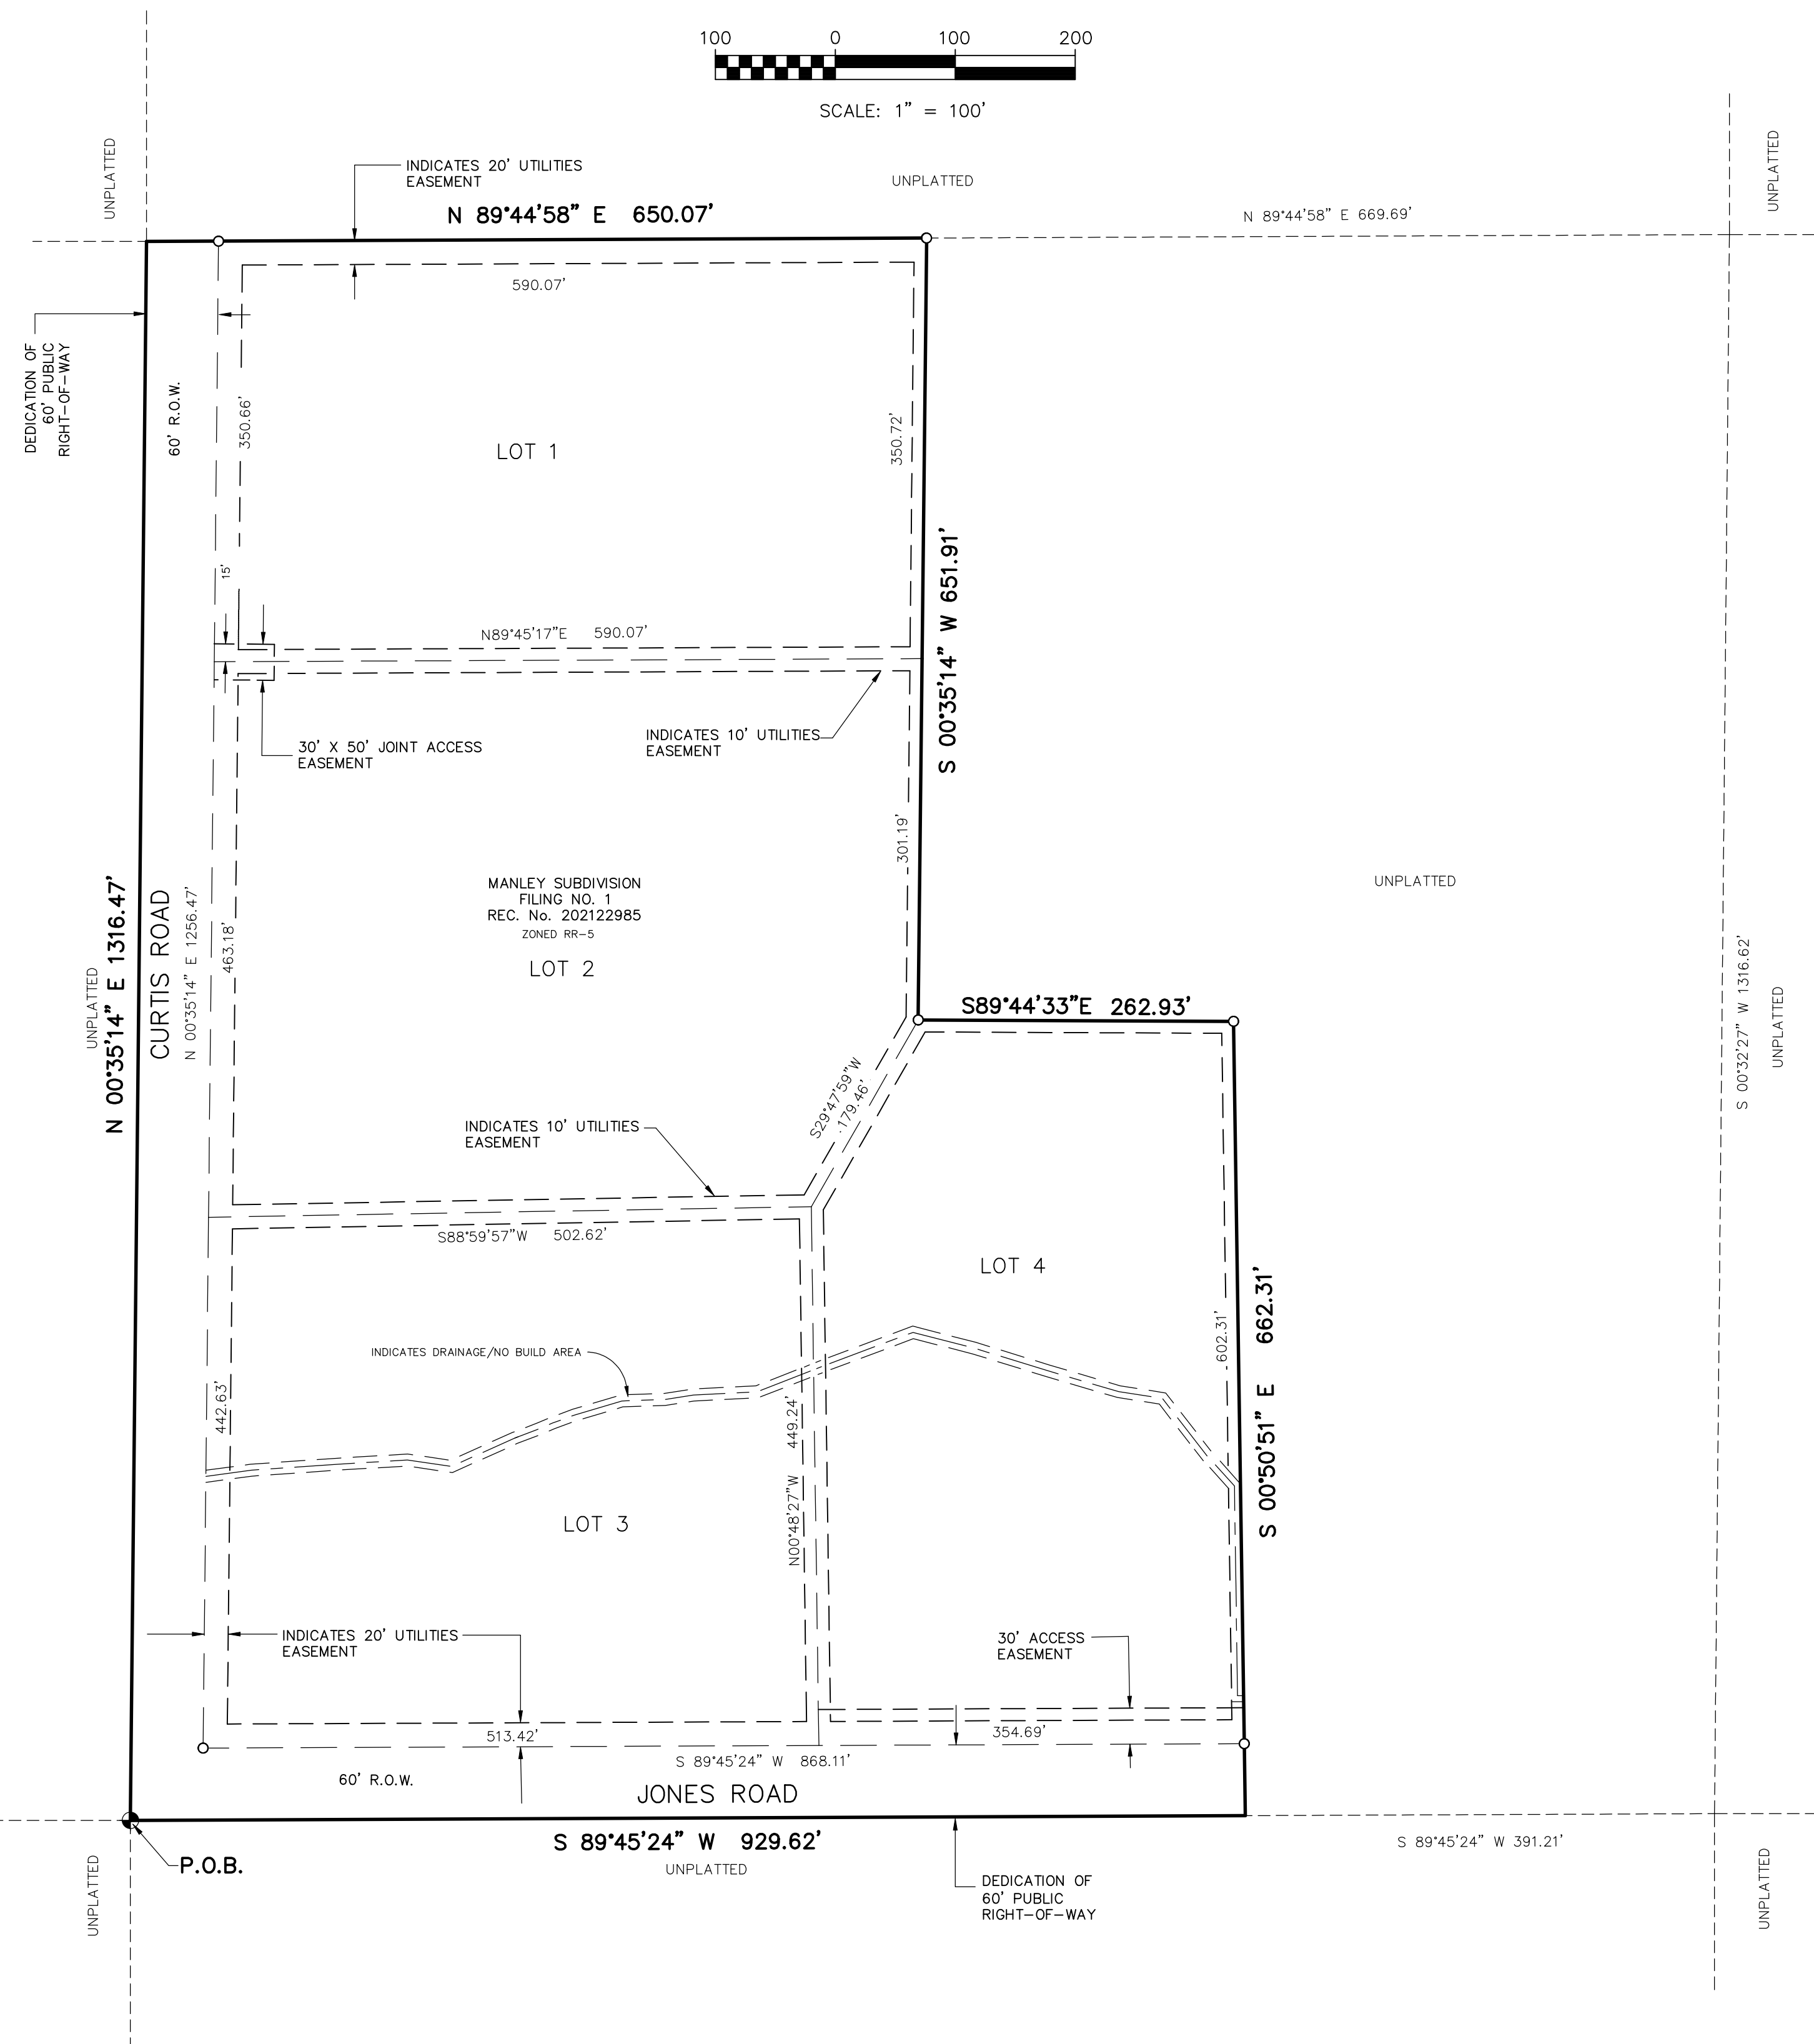 100 0 100 200
SCALE: 1” = 100’
UNPLATTED
INDICATES 20’ UTILITIES
EASEMENT
UNPLATTED
UNPLATTED
N 89°44’58” E 650.07’
N 89°44’58” E 669.69’
590.07’
DEDICATION OF
60’ PUBLIC
RIGHT-OF-WAY
60’ R.O.W.
350.66’
LOT 1
350.72’
15’
N89°45’17”E 590.07’
S 00°35’14” W 651.91’
30’ X 50’ JOINT ACCESS
EASEMENT
INDICATES 10’ UTILITIES
EASEMENT
301.19’
MANLEY SUBDIVISION
FILING NO. 1
REC. No. 202122985
ZONED RR-5
LOT 2
UNPLATTED
UNPLATTED
N 00°35’14” E 1316.47’
CURTIS ROAD
N 00°35’14” E 1256.47’
463.18’
S89°44’33”E 262.93’
S 00°32’27” W 1316.62’
UNPLATTED
S29°47’59”W
179.46’
INDICATES 10’ UTILITIES
EASEMENT
S88°59’57”W 502.62’
LOT 4
INDICATES DRAINAGE/NO BUILD AREA
602.31’
S 00°50’51” E 662.31’
442.63’
N00°48’27”W 449.24’
LOT 3
INDICATES 20’ UTILITIES
EASEMENT
30’ ACCESS
EASEMENT
513.42’
354.69’
S 89°45’24” W 868.11’
60’ R.O.W.
JONES ROAD
S 89°45’24” W 929.62’
S 89°45’24” W 391.21’
P.O.B.
UNPLATTED
UNPLATTED
DEDICATION OF
60’ PUBLIC
RIGHT-OF-WAY
UNPLATTED